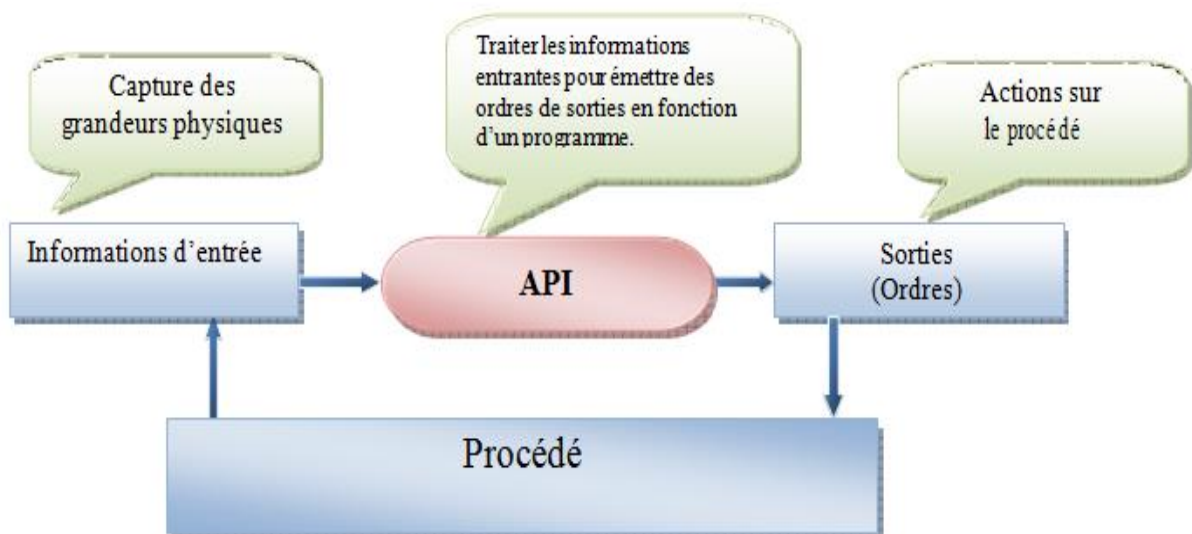 Capture des
grandeurs physiques
Traiter les informations
entrantes pour émettre des
ordres de sorties en fonction
d'un programme.
Actions sur
le procédé
Informations d'entrée
API
Sorties
(Ordres)
Procédé